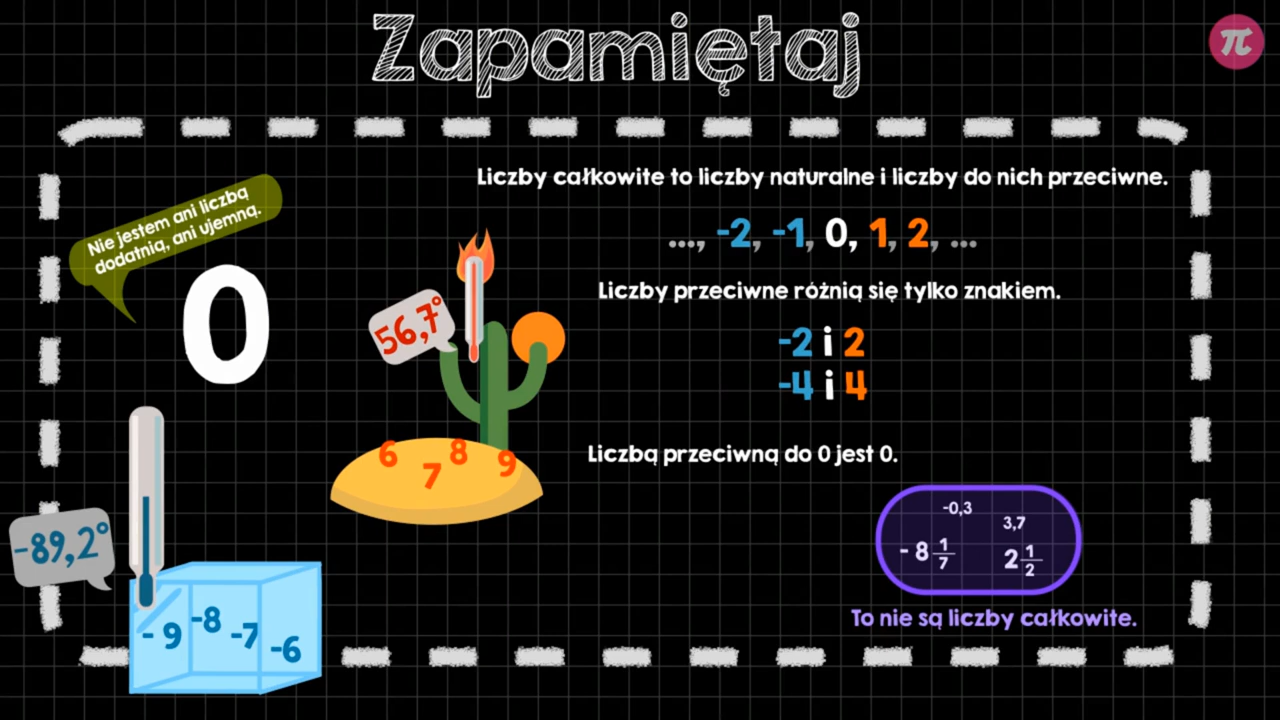 Zapamiętaj
π
Liczby całkowite to liczby naturalne i liczby do nich przeciwne.
..., -2, -1, 0, 1, 2, ...
Liczby przeciwne różnią się tylko znakiem.
-2 i 2
-4 i 4
Liczbą przeciwną do 0 jest 0.
-0,3
3,7
- 8 1/7
2 1/2
To nie są liczby całkowite.
Nie jestem ani liczbą
dodatnią, ani ujemną.
0
56,7°
6 7 8 9
-89,2°
- 9 -8 -7 -6